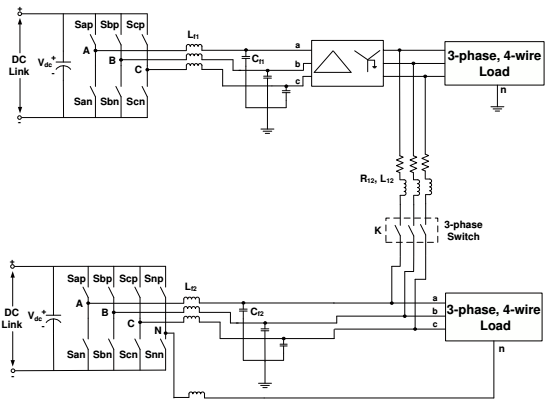 +
DC
Link
-
Vdc
+
-
Sap Sbp Scp
A
B
C
San Sbn Scn
Lf1
Cf1
a
b
c
3-phase, 4-wire
Load
n
R12, L12
K
3-phase
Switch
+
DC
Link
-
Vdc
+
-
Sap Sbp Scp Snp
A
B
C
N
San Sbn Scn Snn
Lf2
Cf2
a
b
c
3-phase, 4-wire
Load
n